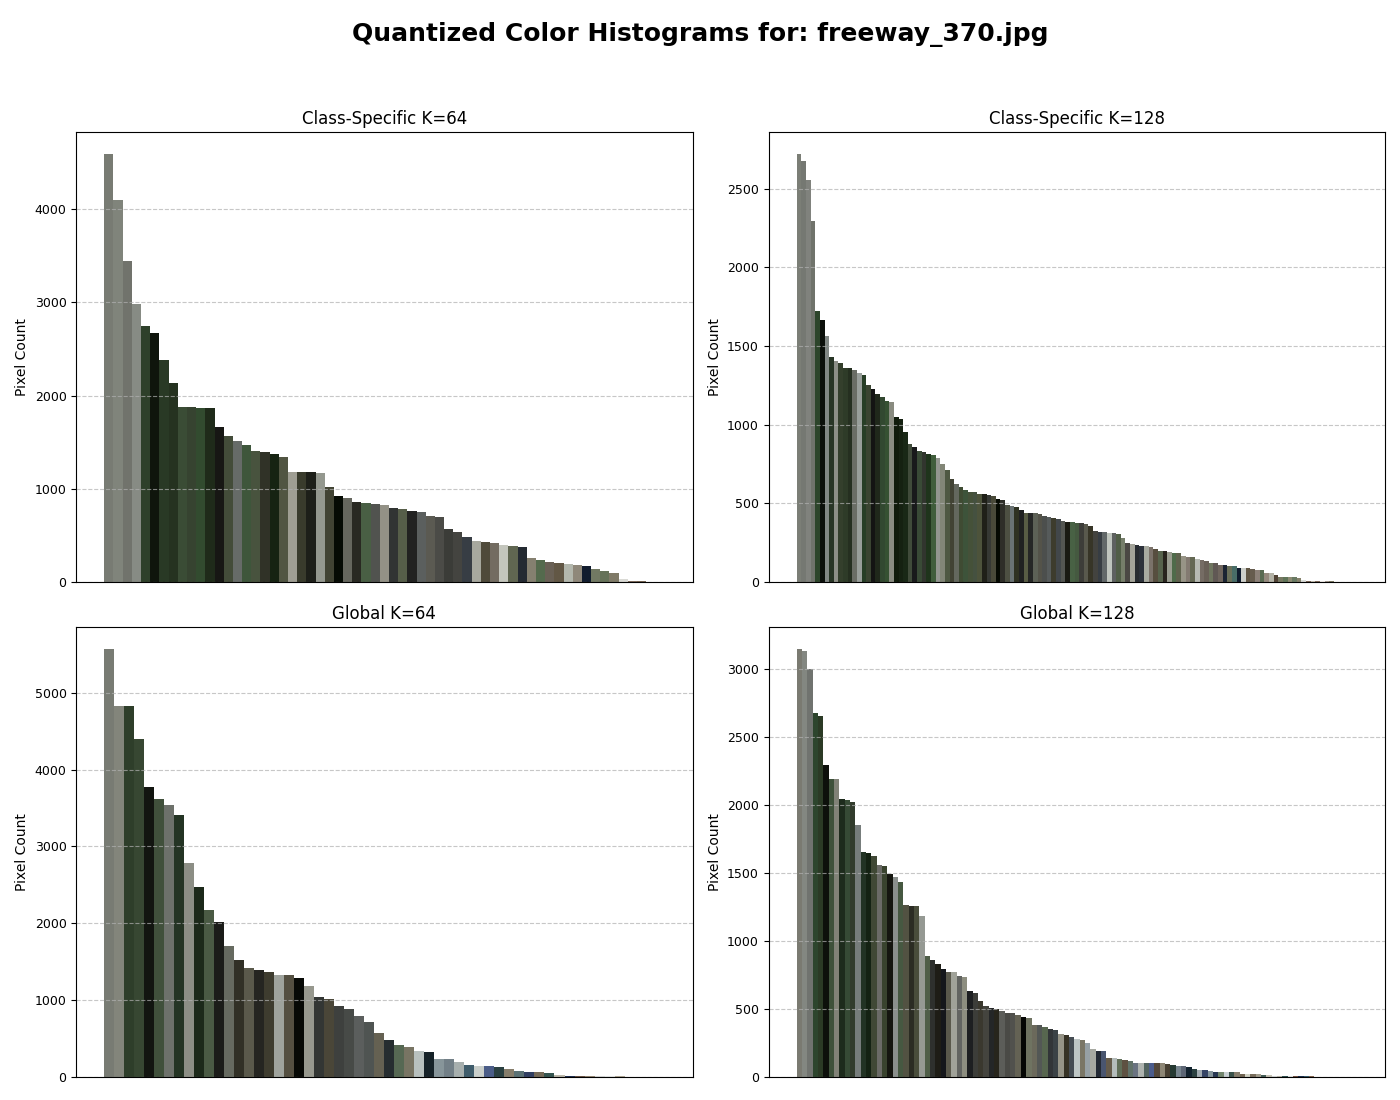 Quantized Color Histograms for: freeway_370.jpg
Class-Specific K=64
Pixel Count
4000
3000
2000
1000
0
Class-Specific K=128
Pixel Count
2500
2000
1500
1000
500
0
Global K=64
Pixel Count
5000
4000
3000
2000
1000
0
Global K=128
Pixel Count
3000
2500
2000
1500
1000
500
0